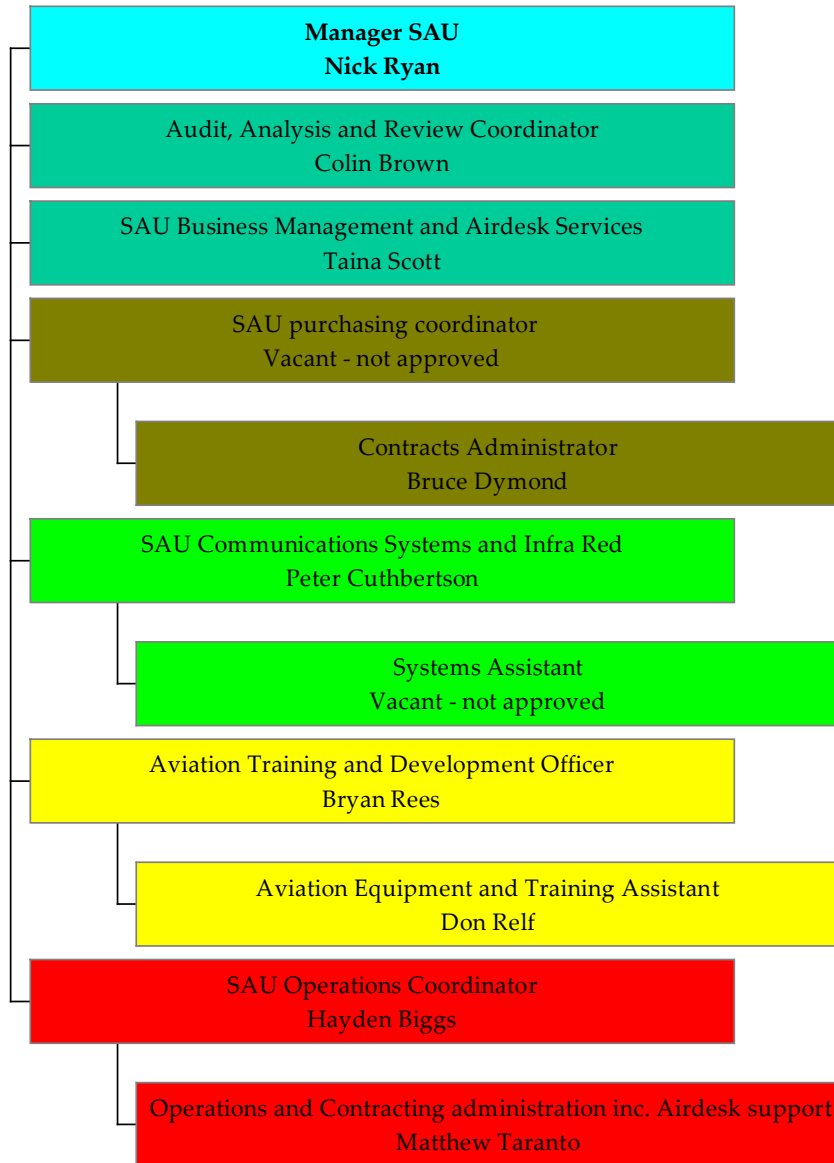 Manager SAU
Nick Ryan
Audit, Analysis and Review Coordinator
Colin Brown
SAU Business Management and Airdesk Services
Taina Scott
SAU purchasing coordinator
Vacant - not approved
Contracts Administrator
Bruce Dymond
SAU Communications Systems and Infra Red
Peter Cuthbertson
Systems Assistant
Vacant - not approved
Aviation Training and Development Officer
Bryan Rees
Aviation Equipment and Training Assistant
Don Relf
SAU Operations Coordinator
Hayden Biggs
Operations and Contracting administration inc. Airdesk support
Matthew Taranto